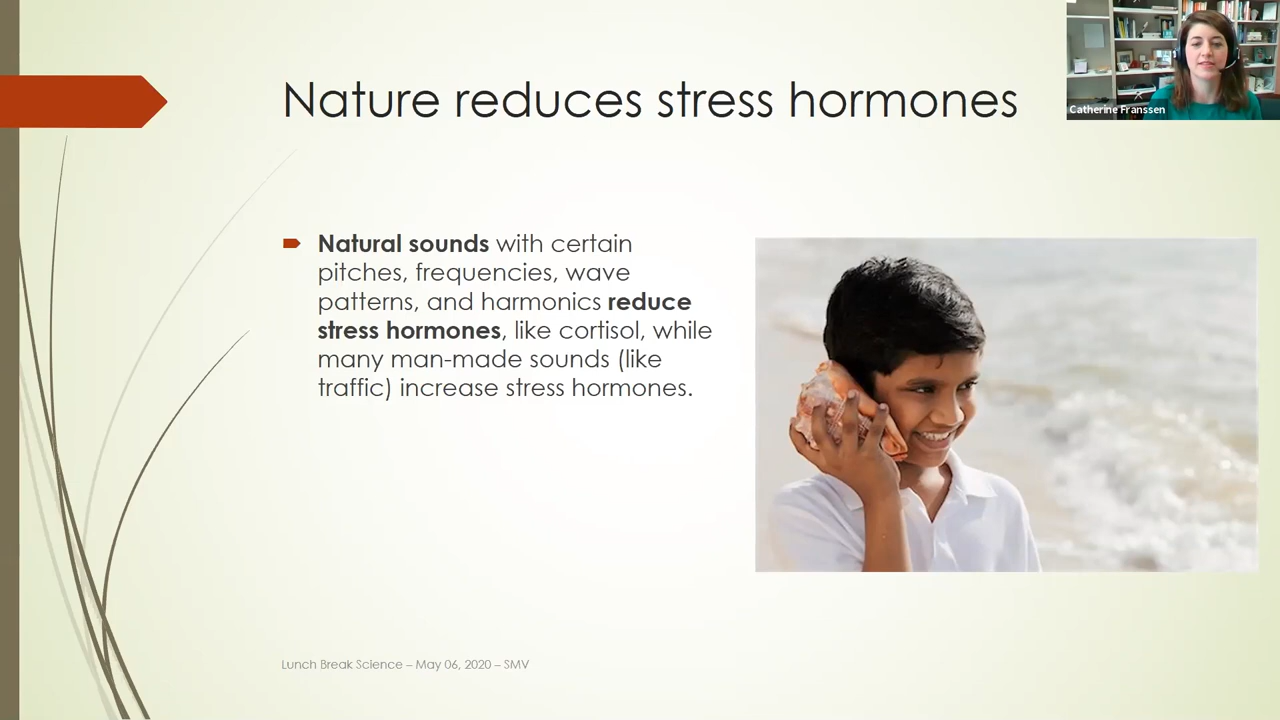 Nature reduces stress hormones
Catherine Franssen
Natural sounds with certain
pitches, frequencies, wave
patterns, and harmonics reduce
stress hormones, like cortisol, while
many man-made sounds (like
traffic) increase stress hormones.
Lunch Break Science – May 06, 2020 – SMV